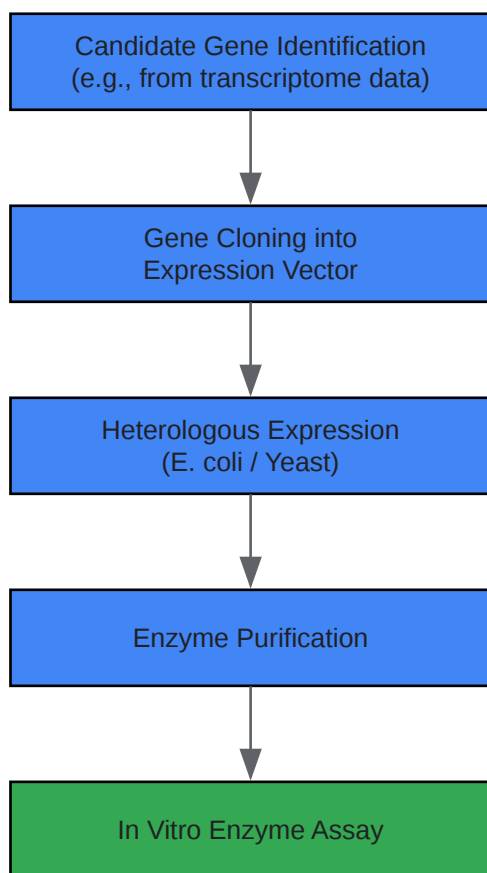 Candidate Gene Identification
(e.g., from transcriptome data)
Gene Cloning into
Expression Vector
Heterologous Expression
(E. coli / Yeast)
Enzyme Purification
In Vitro Enzyme Assay